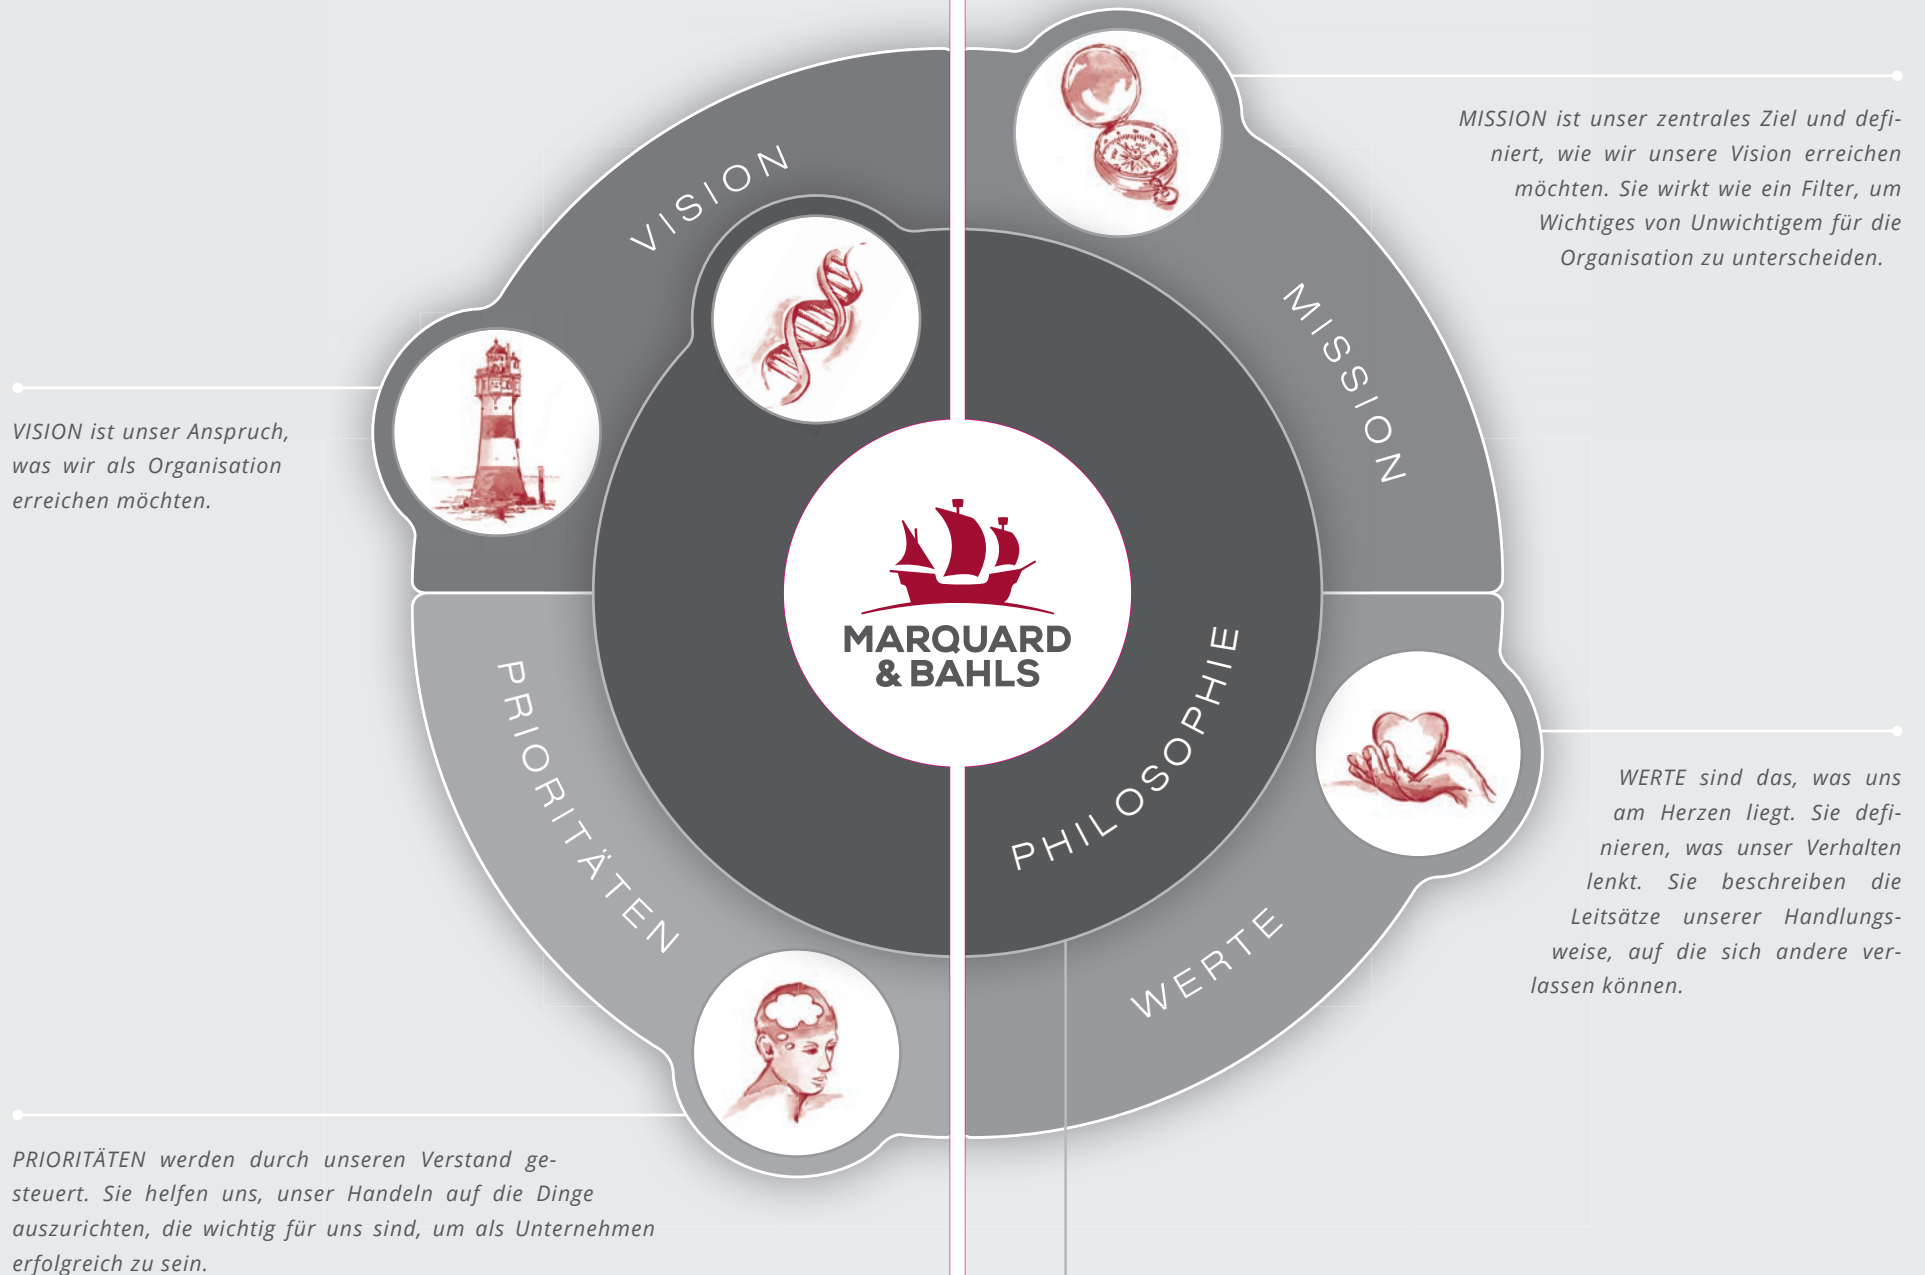 VISION
MISSION
MISSION ist unser zentrales Ziel und defi-
niert, wie wir unsere Vision erreichen
möchten. Sie wirkt wie ein Filter, um
Wichtiges von Unwichtigem für die
Organisation zu unterscheiden.
VISION ist unser Anspruch,
was wir als Organisation
erreichen möchten.
MARQUARD
& BAHLS
PHILOSOPHIE
PRIORITÄTEN
WERTE
WERTE sind das, was uns
am Herzen liegt. Sie defi-
nieren, was unser Verhalten
lenkt. Sie beschreiben die
Leitsätze unserer Handlungs-
weise, auf die sich andere ver-
lassen können.
PRIORITÄTEN werden durch unseren Verstand ge-
steuert. Sie helfen uns, unser Handeln auf die Dinge
auszurichten, die wichtig für uns sind, um als Unternehmen
erfolgreich zu sein.